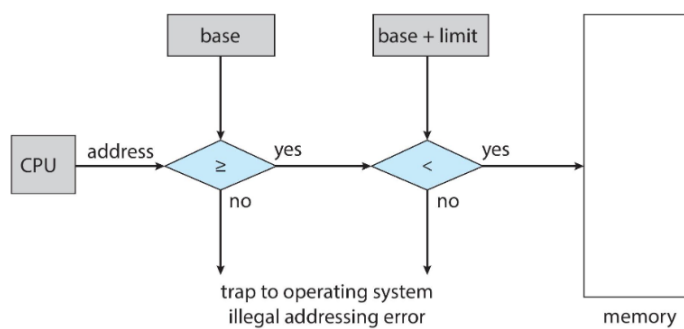 base
base + limit
CPU
address
≥
yes
<
yes
no
no
trap to operating system
illegal addressing error
memory